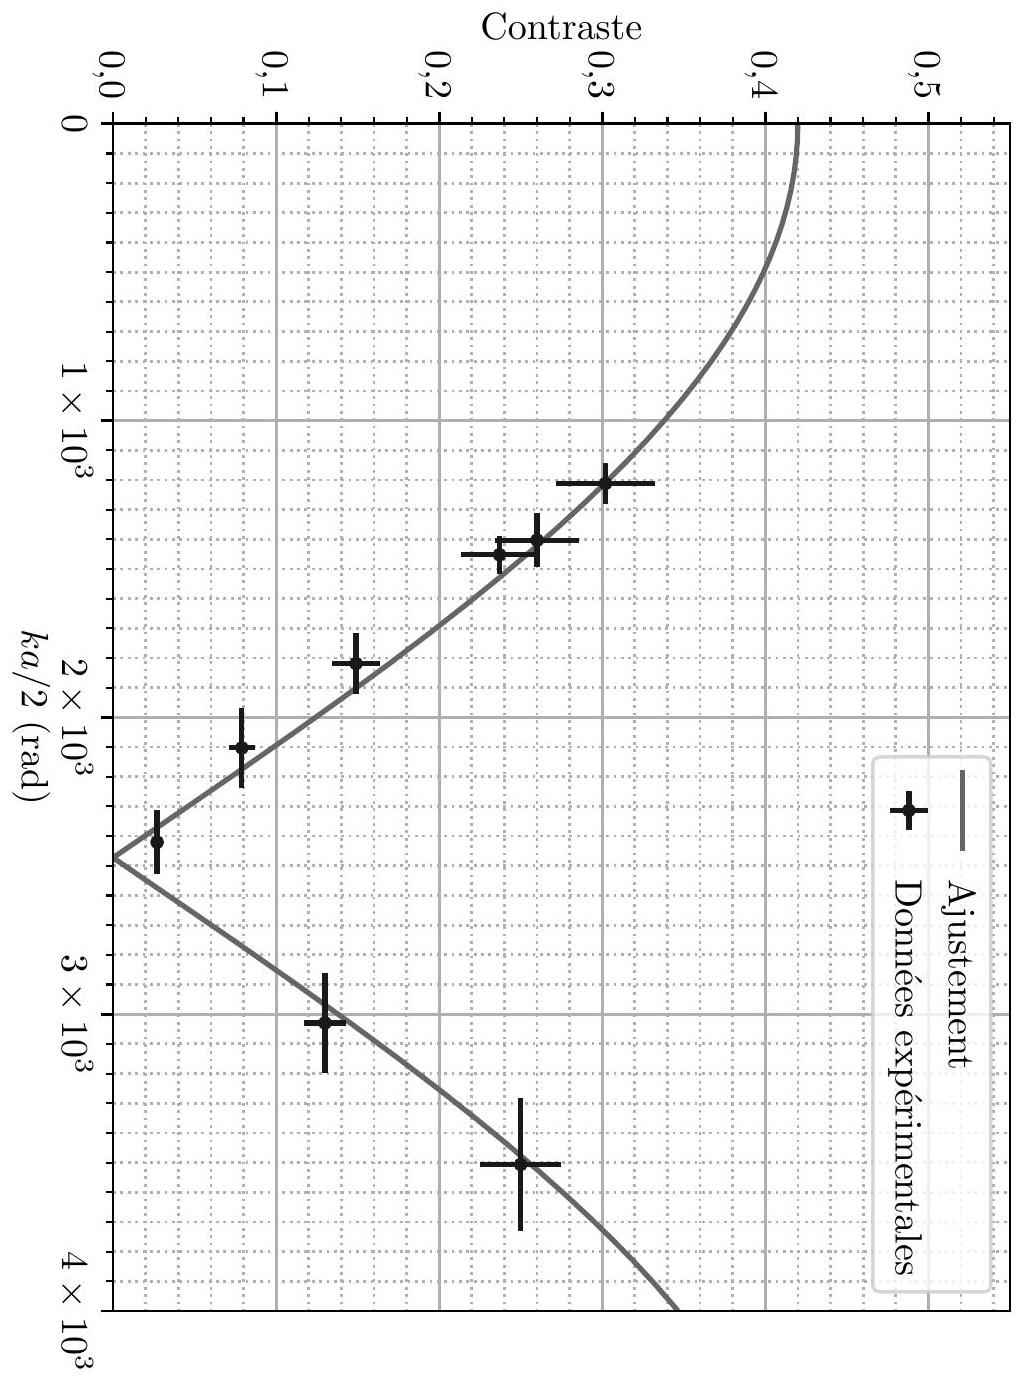 Contraste
0,5
0,4
0,3
0,2
0,1
0,0
0
1 × 10³
2 × 10³
3 × 10³
4 × 10³
ka/2 (rad)
Ajustement
Données expérimentales